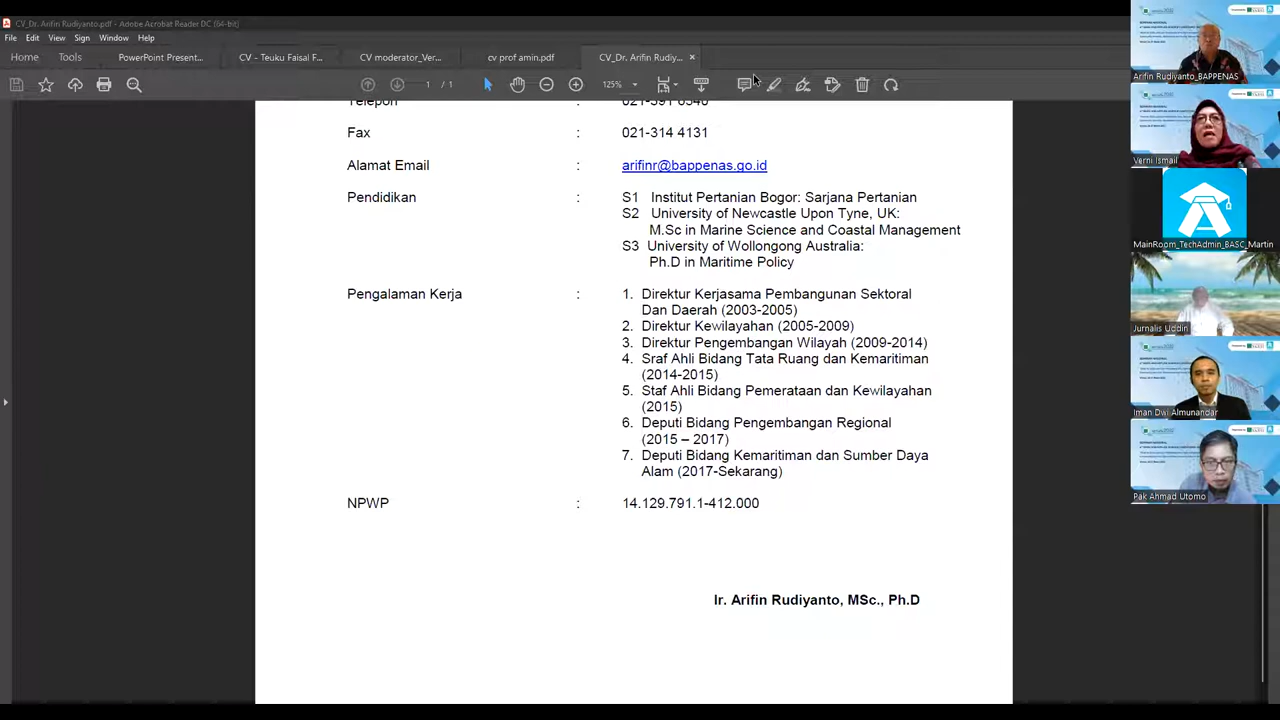 CV_Dr. Arifin Rudiyanto.pdf - Adobe Acrobat Reader DC (64-bit)
File Edit View Sign Window Help
Home Tools PowerPoint Present... CV - Teuku Faisal F... CV moderator_Ver... cv prof amin.pdf CV_Dr. Arifin Rudiy... ×
1 / 1 125%
Telepon :
Fax : 021-314 4131
Alamat Email : arifinr@bappenas.go.id
Pendidikan : S1 Institut Pertanian Bogor: Sarjana Pertanian
S2 University of Newcastle Upon Tyne, UK:
M.Sc in Marine Science and Coastal Management
S3 University of Wollongong Australia:
Ph.D in Maritime Policy
Pengalaman Kerja : 1. Direktur Kerjasama Pembangunan Sektoral
Dan Daerah (2003-2005)
2. Direktur Kewilayahan (2005-2009)
3. Direktur Pengembangan Wilayah (2009-2014)
4. Sraf Ahli Bidang Tata Ruang dan Kemaritiman
(2014-2015)
5. Staf Ahli Bidang Pemerataan dan Kewilayahan
(2015)
6. Deputi Bidang Pengembangan Regional
(2015 – 2017)
7. Deputi Bidang Kemaritiman dan Sumber Daya
Alam (2017-Sekarang)
NPWP : 14.129.791.1-412.000
Ir. Arifin Rudiyanto, MSc., Ph.D
Arifin Rudiyanto_BAPPENAS
Verni Ismail
MainRoom_TechAdmin_BASC_Martin
Jurnalis Uddin
Iman Dwi Almunandar
Pak Ahmad Utomo